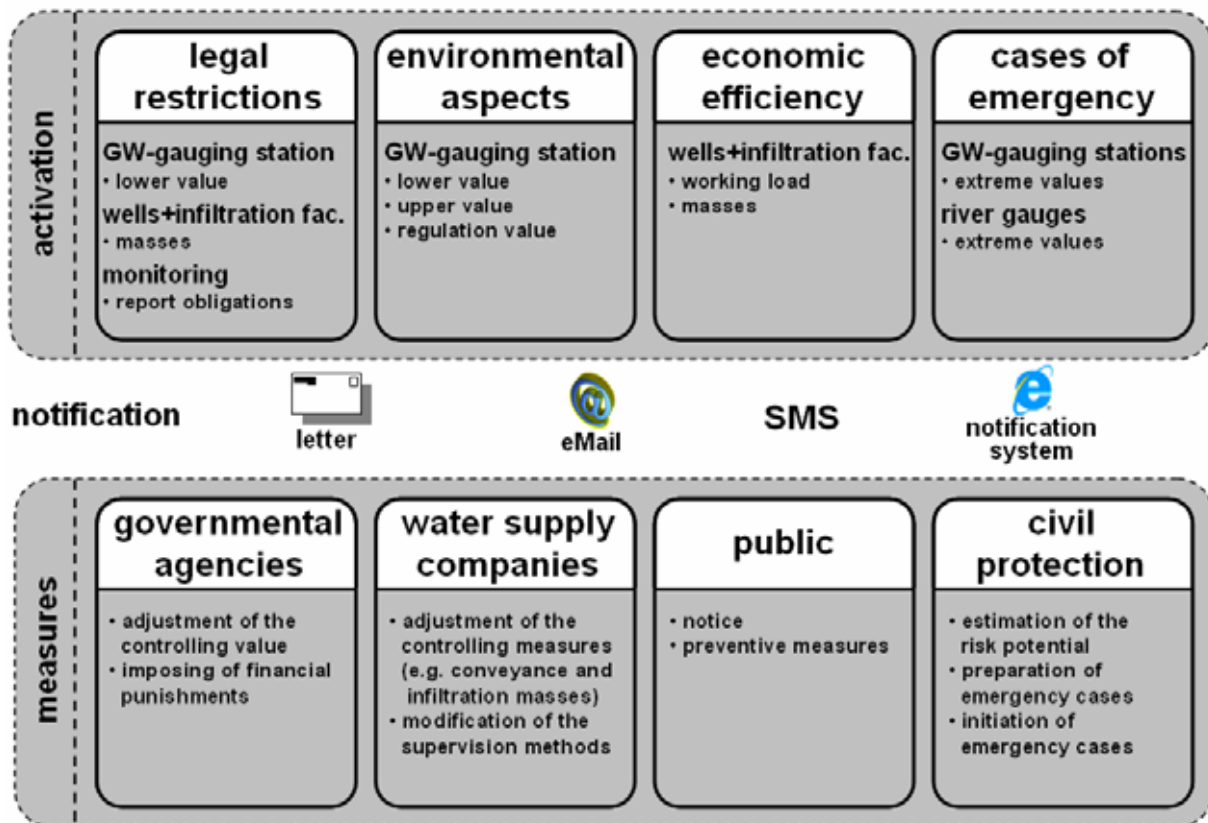 activation
legal
restrictions
GW-gauging station
• lower value
wells+infiltration fac.
• masses
monitoring
• report obligations
environmental
aspects
GW-gauging station
• lower value
• upper value
• regulation value
economic
efficiency
wells+infiltration fac.
• working load
• masses
cases of
emergency
GW-gauging stations
• extreme values
river gauges
• extreme values
notification
letter
@
eMail
SMS
e
notification
system
measures
governmental
agencies
• adjustment of the
controlling value
• imposing of financial
punishments
water supply
companies
• adjustment of the
controlling measures
(e.g. conveyance and
infiltration masses)
• modification of the
supervision methods
public
• notice
• preventive measures
civil
protection
• estimation of the
risk potential
• preparation of
emergency cases
• initiation of
emergency cases